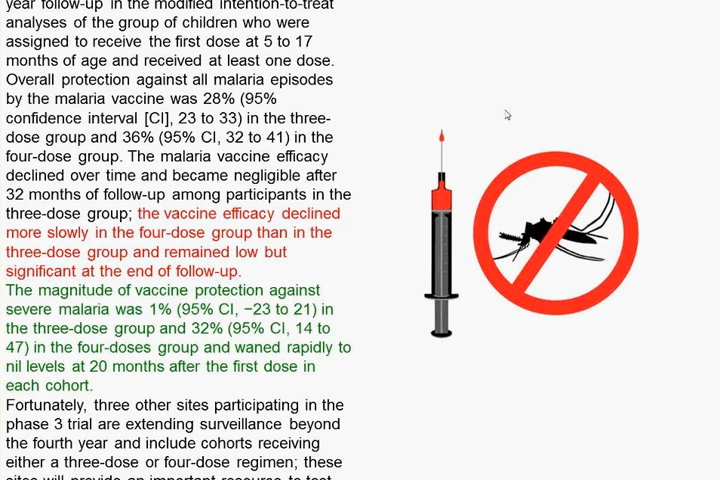 year follow-up in the modified intention-to-treat
analyses of the group of children who were
assigned to receive the first dose at 5 to 17
months of age and received at least one dose.
Overall protection against all malaria episodes
by the malaria vaccine was 28% (95%
confidence interval [CI], 23 to 33) in the three-
dose group and 36% (95% CI, 32 to 41) in the
four-dose group. The malaria vaccine efficacy
declined over time and became negligible after
32 months of follow-up among participants in the
three-dose group; the vaccine efficacy declined
more slowly in the four-dose group than in the
three-dose group and remained low but
significant at the end of follow-up.
The magnitude of vaccine protection against
severe malaria was 1% (95% CI, −23 to 21) in
the three-dose group and 32% (95% CI, 14 to
47) in the four-doses group and waned rapidly to
nil levels at 20 months after the first dose in
each cohort.
Fortunately, three other sites participating in the
phase 3 trial are extending surveillance beyond
the fourth year and include cohorts receiving
either a three-dose or four-dose regimen; these
sites will provide an important resource to test